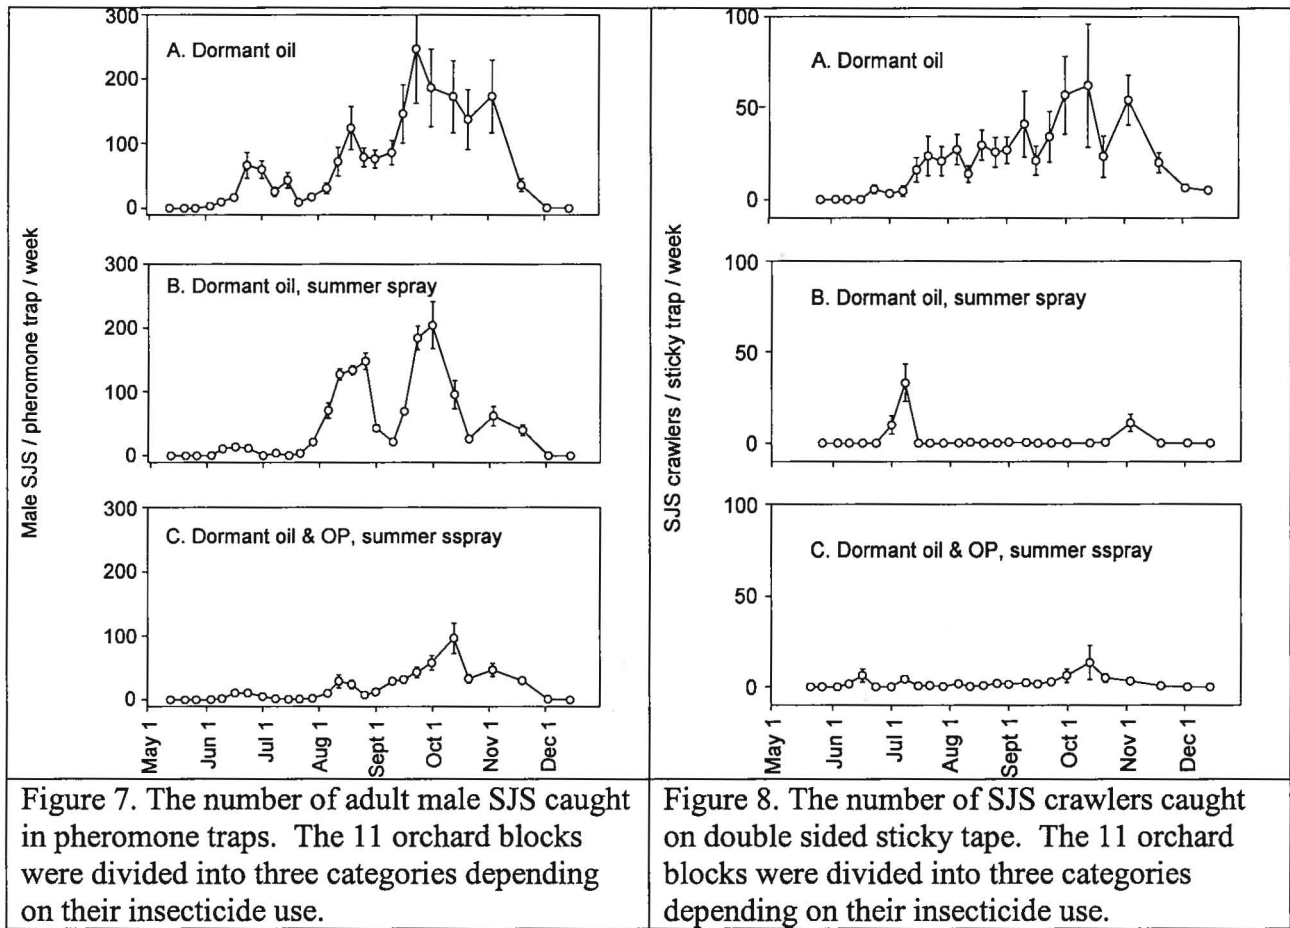 Male SJS / pheromone trap / week
A. Dormant oil
300
200
100
0
B. Dormant oil, summer spray
300
200
100
0
C. Dormant oil & OP, summer sspray
300
200
100
0
May 1
Jun 1
Jul 1
Aug 1
Sept 1
Oct 1
Nov 1
Dec 1
Figure 7. The number of adult male SJS caught
in pheromone traps. The 11 orchard blocks
were divided into three categories depending
on their insecticide use.
SJS crawlers / sticky trap / week
A. Dormant oil
100
50
0
B. Dormant oil, summer spray
100
50
0
C. Dormant oil & OP, summer sspray
100
50
0
May 1
Jun 1
Jul 1
Aug 1
Sept 1
Oct 1
Nov 1
Dec 1
Figure 8. The number of SJS crawlers caught
on double sided sticky tape. The 11 orchard
blocks were divided into three categories
depending on their insecticide use.